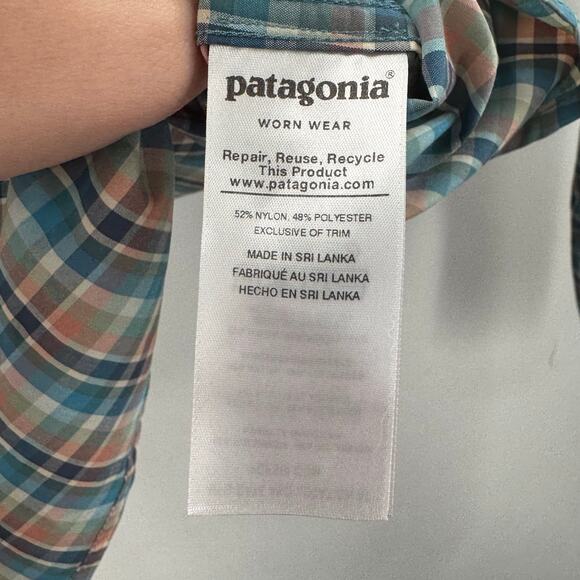 patagonia®
WORN WEAR
Repair, Reuse, Recycle
This Product
www.patagonia.com
52% NYLON, 48% POLYESTER
EXCLUSIVE OF TRIM
MADE IN SRI LANKA
FABRIQUÉ AU SRI LANKA
HECHO EN SRI LANKA